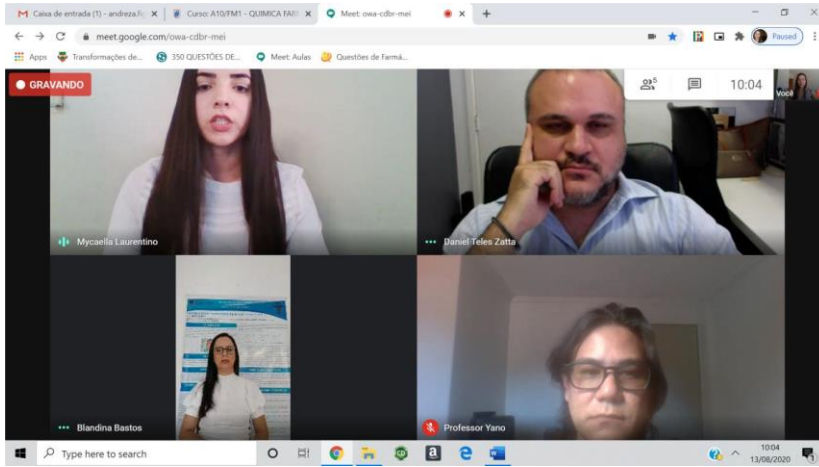 Caixa de entrada (1) - andreza.fi
Curso: A10/FM1 - QUIMICA FAR
Meet: owa-cdbr-mei
meet.google.com/owa-cdbr-mei
Paused
Apps
Transformações de...
350 QUESTÕES DE...
Meet: Aulas
Questões de Farmá...
GRAVANDO
5
10:04
Você
Mycaella Laurentino
Daniel Teles Zatta
Blandina Bastos
Professor Yano
Type here to search
10:04
13/08/2020